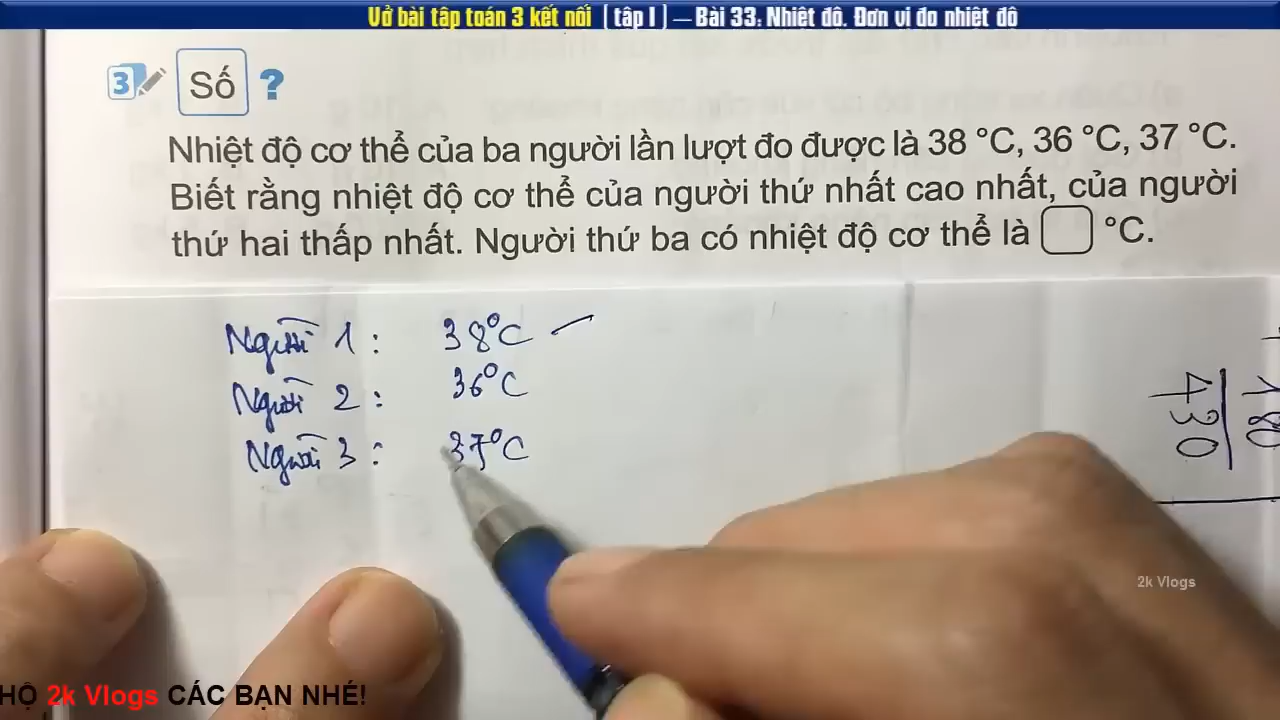 Vở bài tập toán 3 kết nối (tập 1) – Bài 33: Nhiệt độ. Đơn vị đo nhiệt độ
3 Số ?
Nhiệt độ cơ thể của ba người lần lượt đo được là 38 °C, 36 °C, 37 °C.
Biết rằng nhiệt độ cơ thể của người thứ nhất cao nhất, của người
thứ hai thấp nhất. Người thứ ba có nhiệt độ cơ thể là °C.
Người 1 : 38°C
Người 2 : 36°C
Người 3 : 37°C
180
430
2k Vlogs
HỘ 2k Vlogs CÁC BẠN NHÉ!